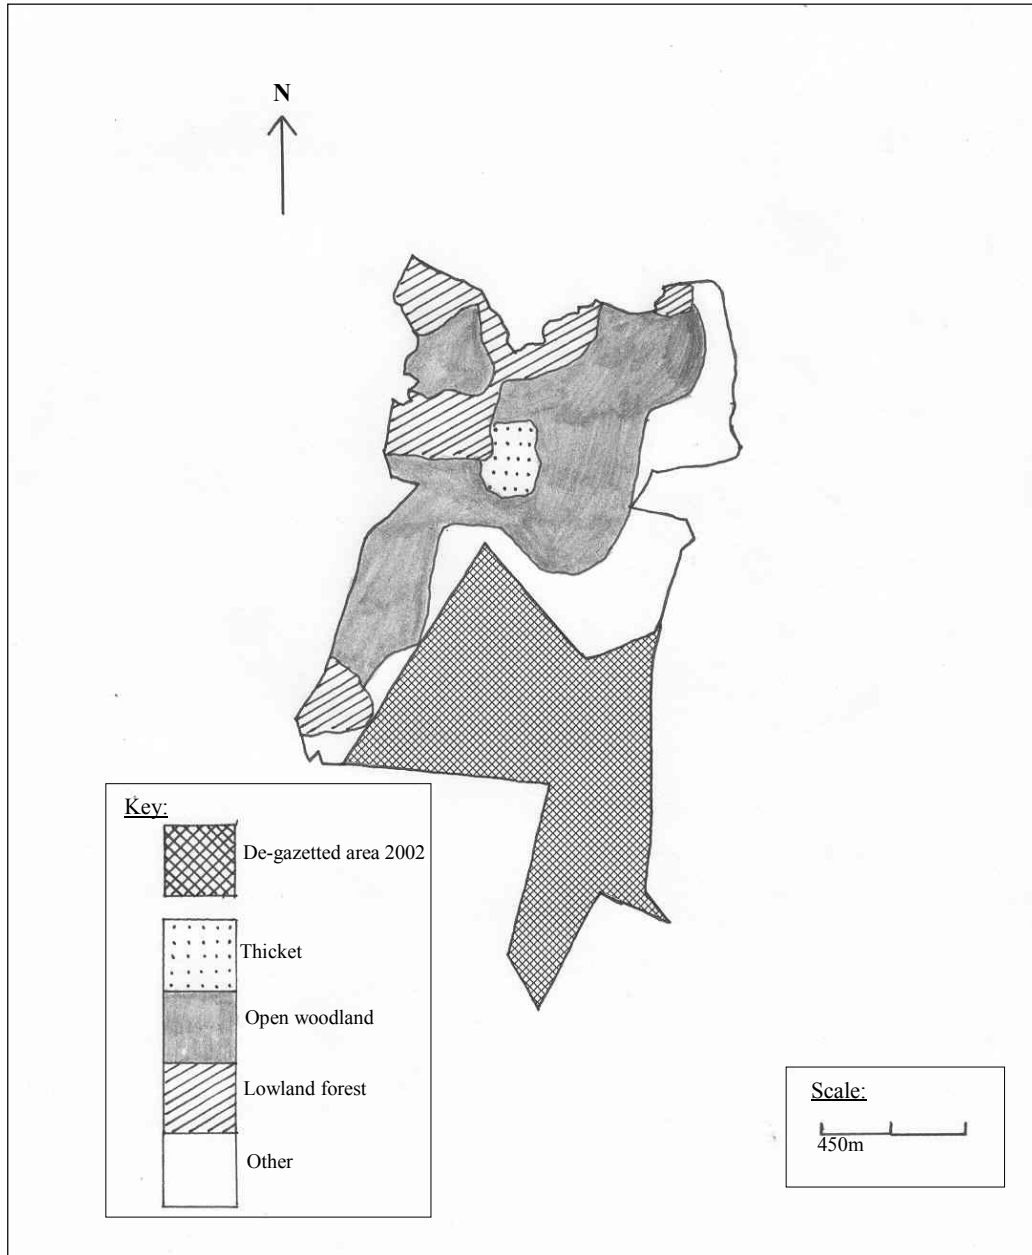 N
Key:
De-gazetted area 2002
Thicket
Open woodland
Lowland forest
Other
Scale:
450m